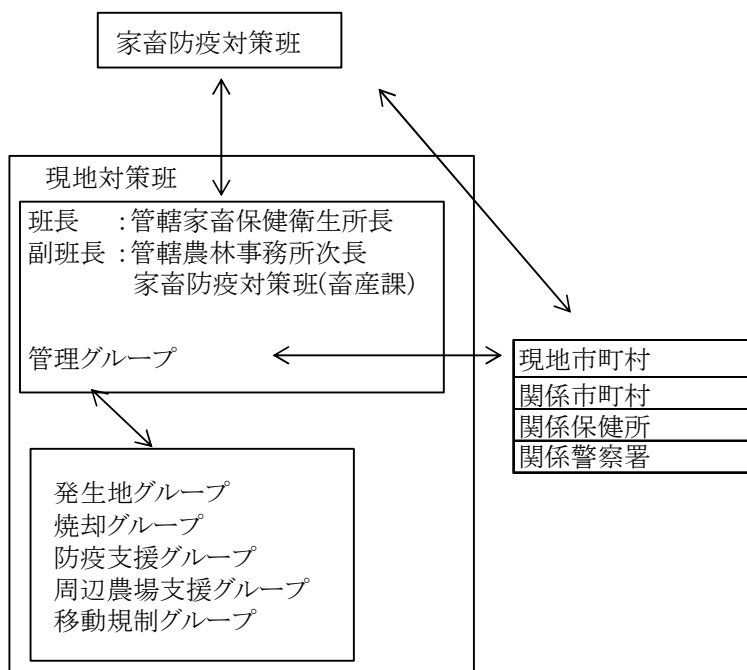 家畜防疫対策班
現地対策班
班長　：管轄家畜保健衛生所長
副班長：管轄農林事務所次長
家畜防疫対策班(畜産課)
管理グループ
現地市町村
関係市町村
関係保健所
関係警察署
発生地グループ
焼却グループ
防疫支援グループ
周辺農場支援グループ
移動規制グループ